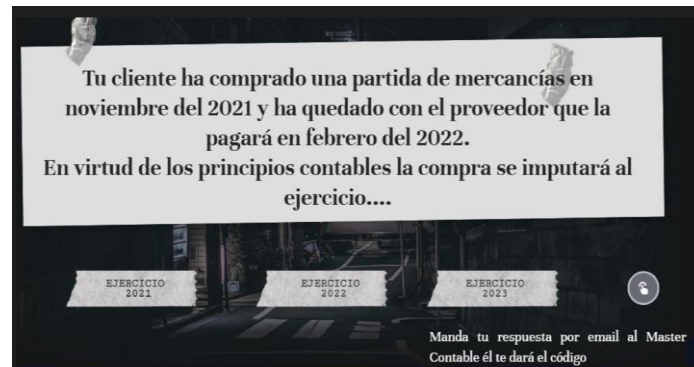 Tu cliente ha comprado una partida de mercancías en
noviembre del 2021 y ha quedado con el proveedor que la
pagará en febrero del 2022.
En virtud de los principios contables la compra se imputará al
ejercicio....
EJERCICIO
2021
EJERCICIO
2022
EJERCICIO
2023
Manda tu respuesta por email al Master
Contable él te dará el código